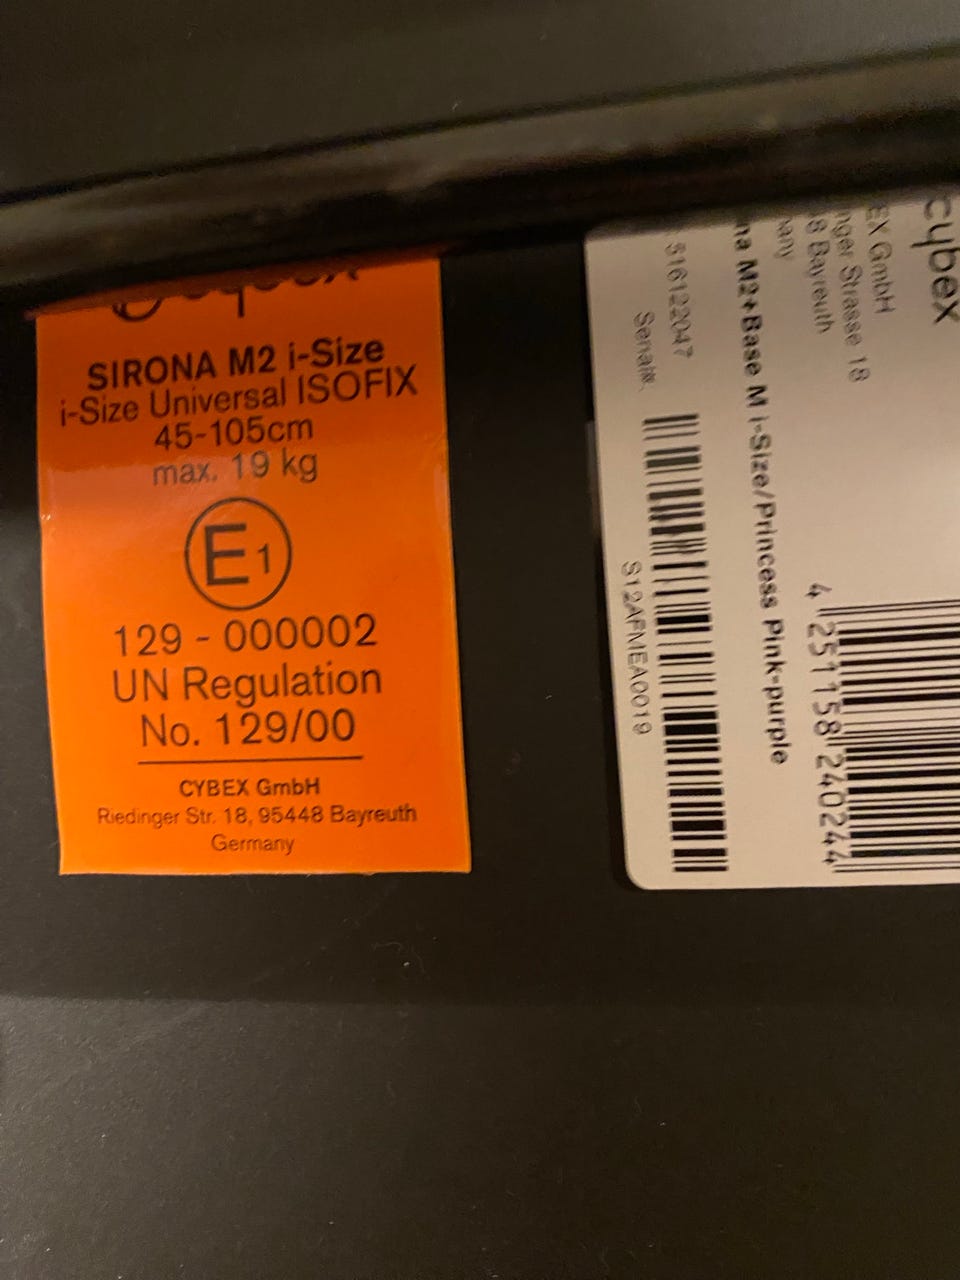 SIRONA M2 i-Size
i-Size Universal ISOFIX
45-105cm
max. 19 kg
E1
129 - 000002
UN Regulation
No. 129/00
CYBEX GmbH
Riedinger Str. 18, 95448 Bayreuth
Germany
cybex
EX GmbH
nger Strasse 18
8 Bayreuth
many
na M2+Base M i-Size/Princess Pink-purple
4 251158 240244
516122047
Serial#:
S12AFMEA0019